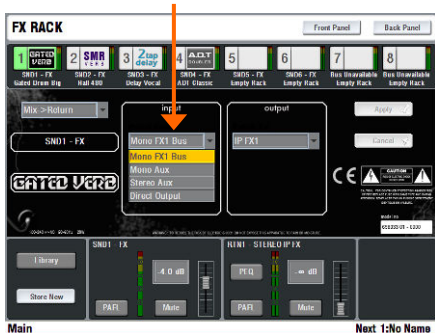 FX RACK
Front Panel
Back Panel
1 GATED VERB
2 SMR VERB
3 2tap delay
4 A.D.T
5
6
7
8
SND1 - FX
SND2 - FX
SND3 - FX
SND4 - FX
SND5 - FX
SND6 - FX
Bus Unavailable
Bus Unavailable
Gated Drum Big
Hall 480
Delay Vocal
ADT Classic
Empty Rack
Empty Rack
Empty Rack
Empty Rack
Mix->Return
input
output
Apply
SND1 - FX
Mono FX1 Bus
IP FX1
Cancel
Mono FX1 Bus
Mono Aux
Stereo Aux
Direct Output
GATED VERB
CE
CAUTION
SND1 - FX
RTN1 - STEREO IP FX
Library
-4.0 dB
PEQ
-∞ dB
Store New
PAFL
Mute
PAFL
Mute
Main
Next 1:No Name